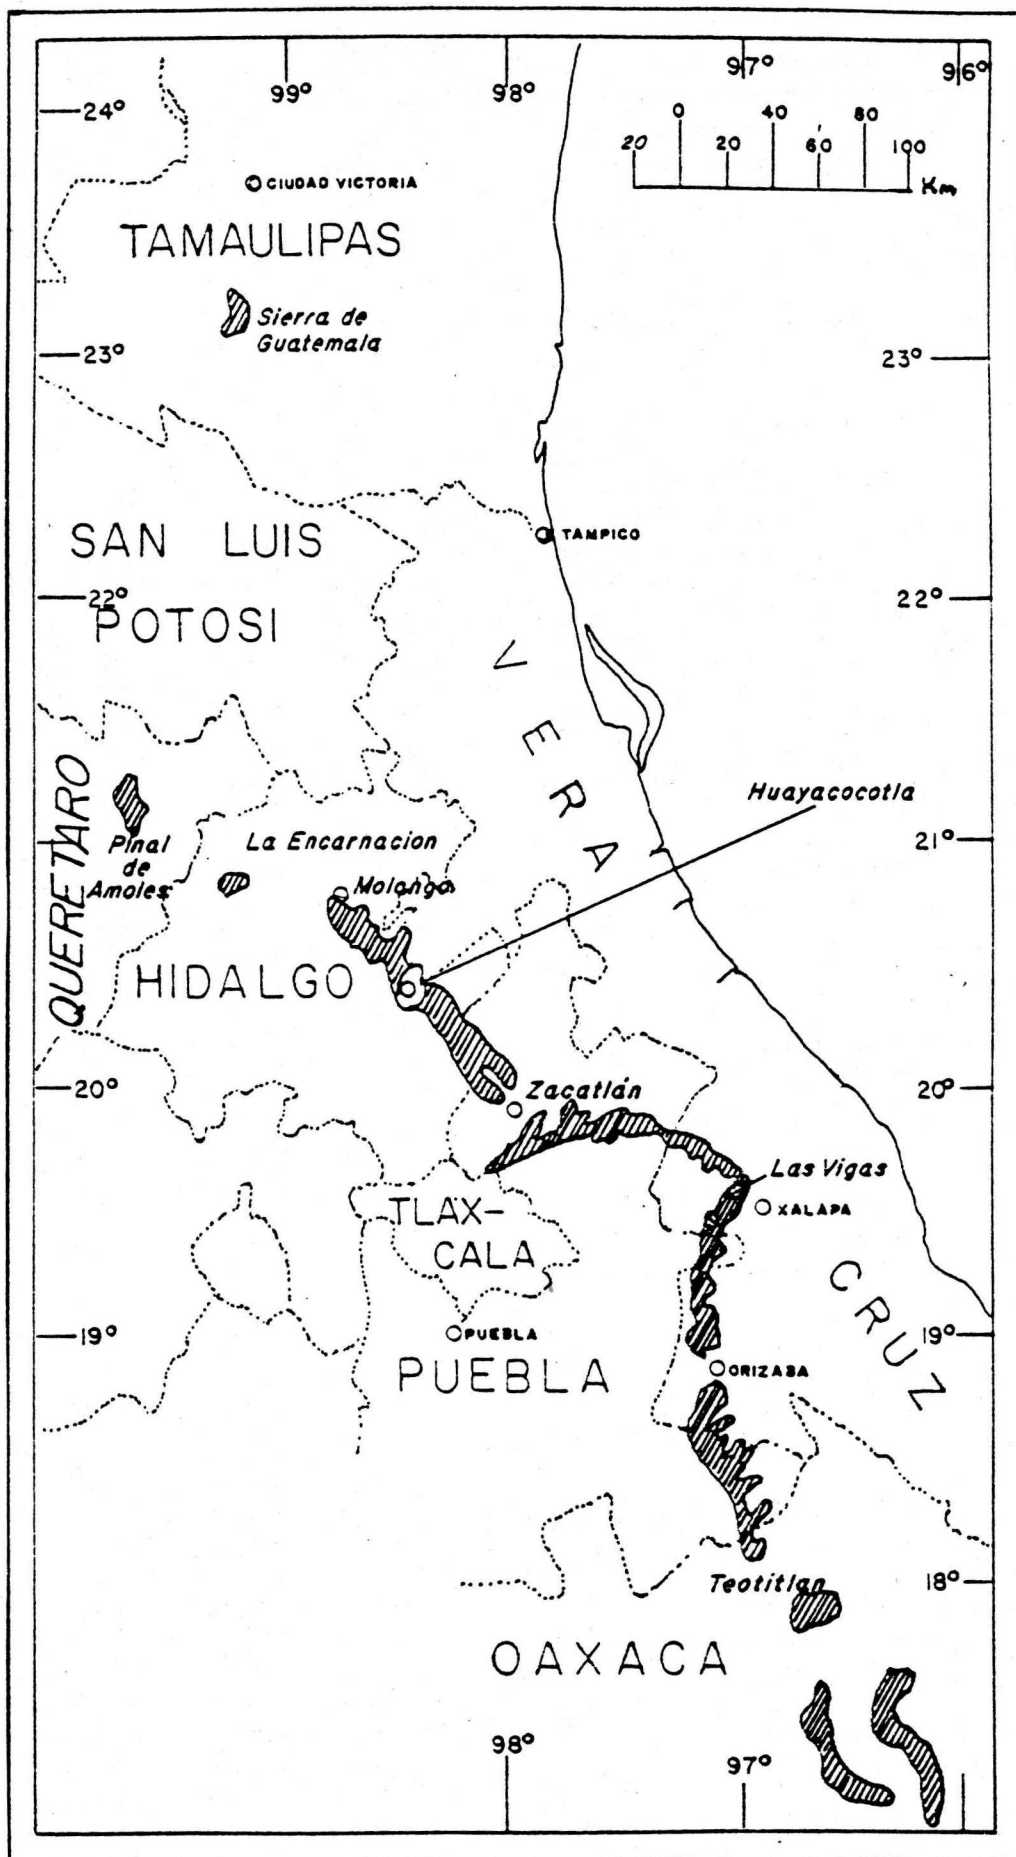 99°
98°
97°
96°
24°
0 40 80
20 20 60 100
Km
CIUDAD VICTORIA
TAMAULIPAS
Sierra de
Guatemala
23°
23°
SAN LUIS
POTOSI
TAMPICO
22°
22°
VERA
QUERETARO
Huayacocotla
Pinal
de
Amoles
La Encarnacion
21°
Molango
HIDALGO
20°
Zacatlán
20°
Las Vigas
XALAPA
TLAX-
CALA
CRUZ
19°
PUEBLA
19°
PUEBLA
ORIZABA
Teotitlan
18°
OAXACA
98°
97°